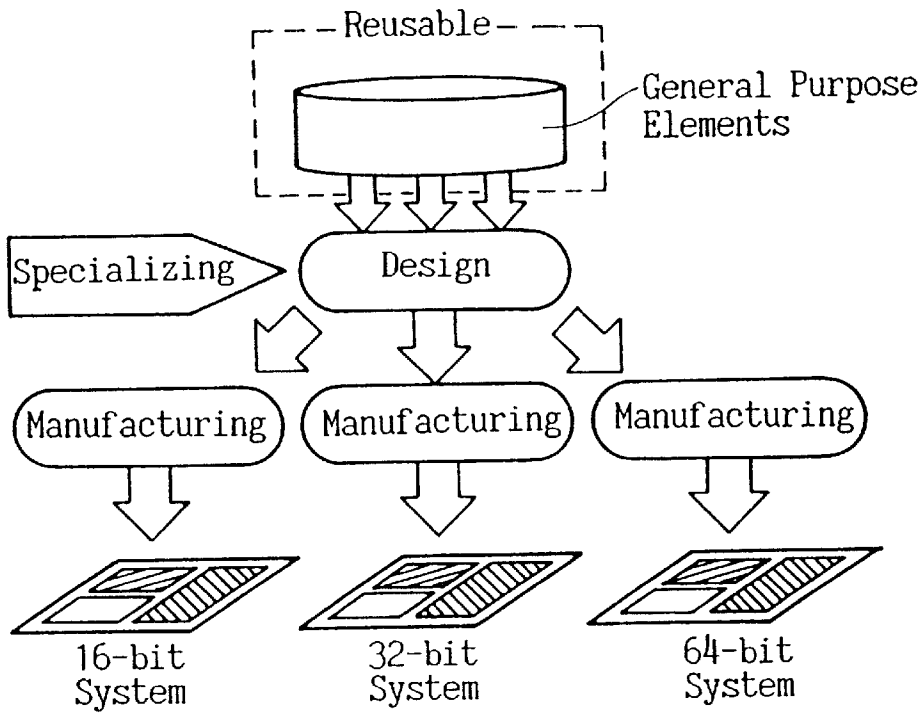 Reusable
General Purpose
Elements
Specializing
Design
Manufacturing
Manufacturing
Manufacturing
16-bit
System
32-bit
System
64-bit
System